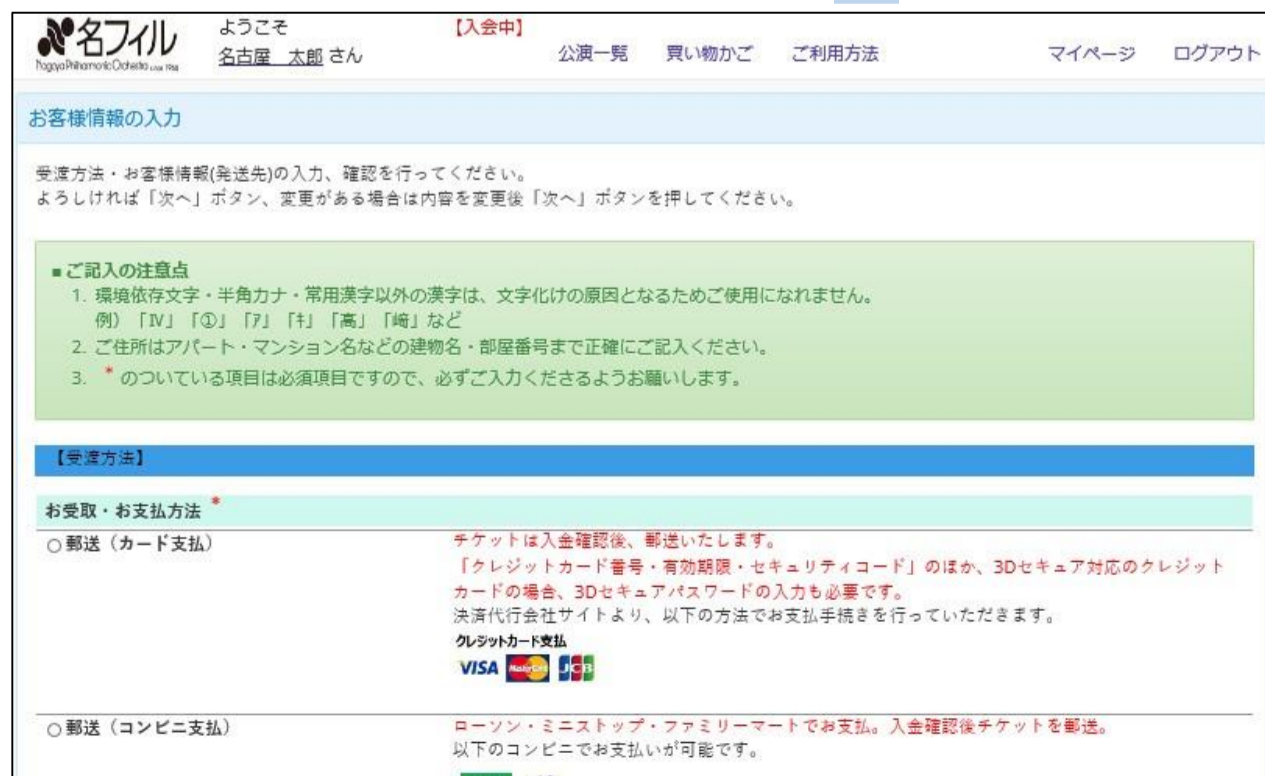 名フィル
Nagoya Philharmonic Orchestra since 1966
ようこそ
名古屋　太郎 さん
【入会中】
公演一覧 買い物かご ご利用方法 マイページ ログアウト
お客様情報の入力
受渡方法・お客様情報(発送先)の入力、確認を行ってください。
よろしければ「次へ」ボタン、変更がある場合は内容を変更後「次へ」ボタンを押してください。
■ご記入の注意点
1. 環境依存文字・半角カナ・常用漢字以外の漢字は、文字化けの原因となるためご使用になれません。
例）「Ⅳ」「①」「ｱ」「ｷ」「髙」「﨑」など
2. ご住所はアパート・マンション名などの建物名・部屋番号まで正確にご記入ください。
3. * のついている項目は必須項目ですので、必ずご入力くださるようお願いします。
【受渡方法】
お受取・お支払方法 *
○郵送（カード支払）
チケットは入金確認後、郵送いたします。
「クレジットカード番号・有効期限・セキュリティコード」のほか、3Dセキュア対応のクレジット
カードの場合、3Dセキュアパスワードの入力も必要です。
決済代行会社サイトより、以下の方法でお支払手続きを行っていただきます。
クレジットカード支払
VISA MasterCard JCB
○郵送（コンビニ支払）
ローソン・ミニストップ・ファミリーマートでお支払。入金確認後チケットを郵送。
以下のコンビニでお支払いが可能です。